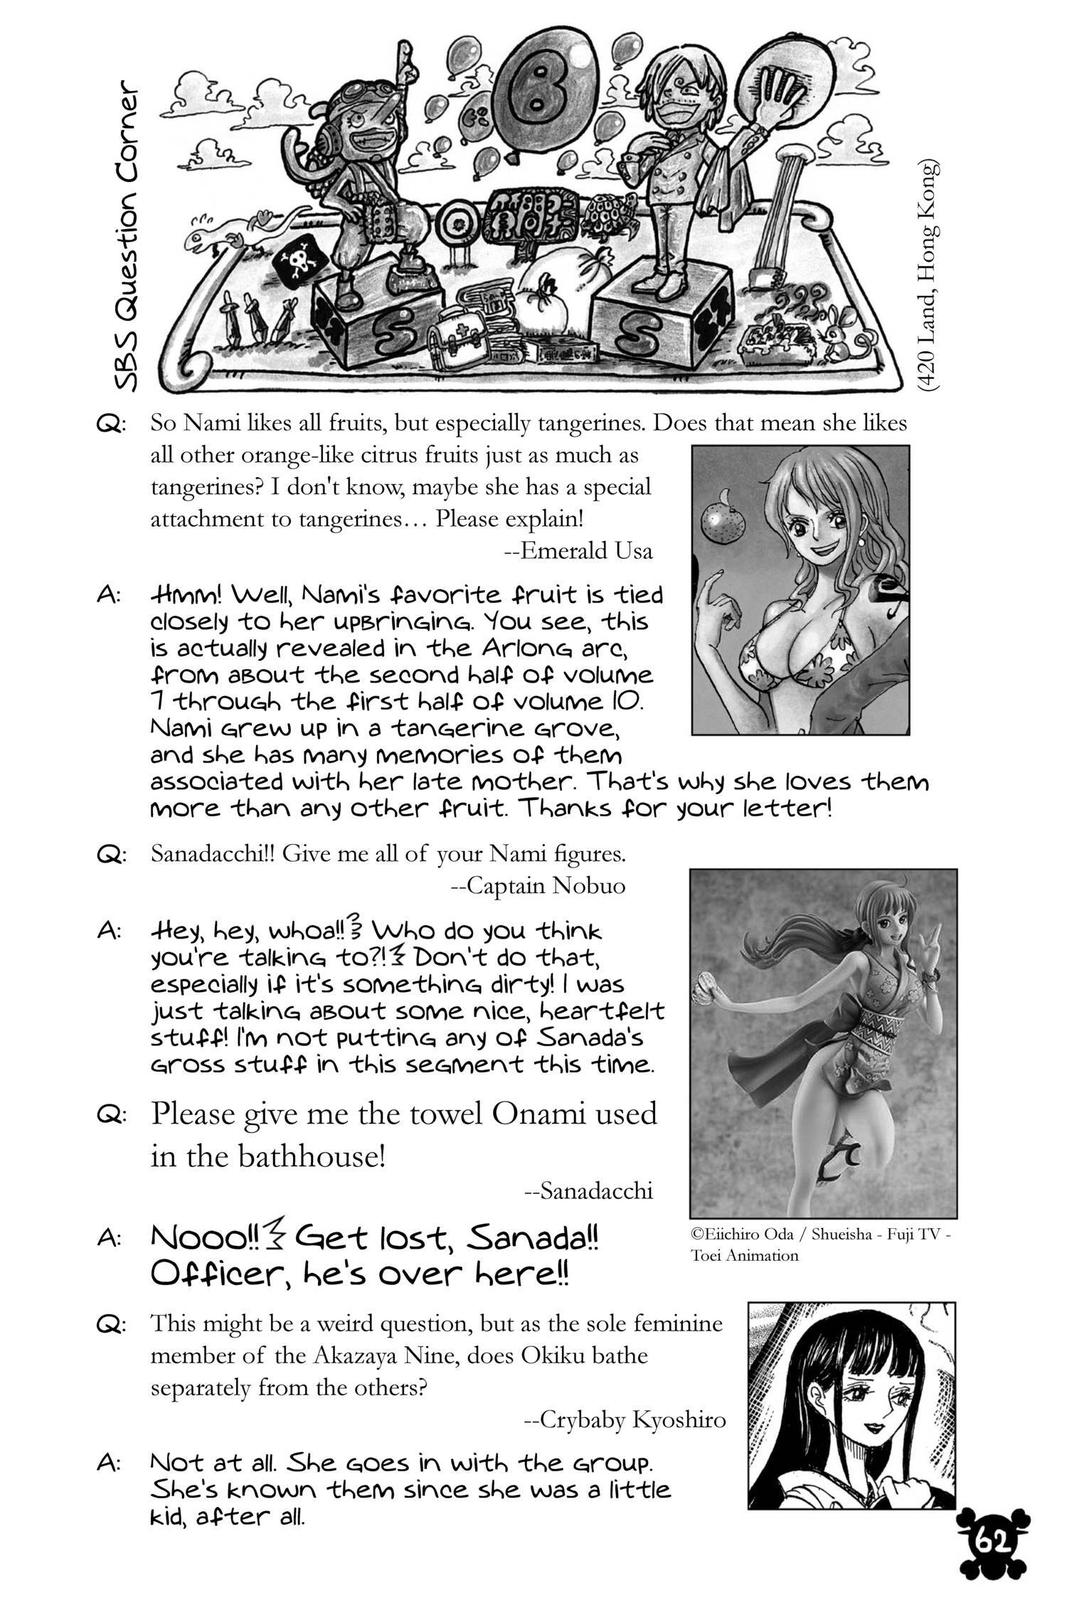 SBS Question Corner
B
S
S
(420 Land, Hong Kong)
Q: So Nami likes all fruits, but especially tangerines. Does that mean she likes
all other orange-like citrus fruits just as much as
tangerines? I don't know, maybe she has a special
attachment to tangerines... Please explain!
--Emerald Usa
A: Hmm! Well, Nami's favorite fruit is tied
closely to her upbringing. You see, this
is actually revealed in the Arlong arc,
from about the second half of volume
7 through the first half of volume 10.
Nami grew up in a tangerine grove,
and she has many memories of them
associated with her late mother. That's why she loves them
more than any other fruit. Thanks for your letter!
Q: Sanadacchi!! Give me all of your Nami figures.
--Captain Nobuo
A: Hey, hey, whoa!! Who do you think
you're talking to?! Don't do that,
especially if it's something dirty! I was
just talking about some nice, heartfelt
stuff! I'm not putting any of Sanada's
gross stuff in this segment this time.
Q: Please give me the towel Onami used
in the bathhouse!
--Sanadacchi
A: Nooo!! Get lost, Sanada!!
Officer, he's over here!!
©Eiichiro Oda / Shueisha - Fuji TV -
Toei Animation
Q: This might be a weird question, but as the sole feminine
member of the Akazaya Nine, does Okiku bathe
separately from the others?
--Crybaby Kyoshiro
A: Not at all. She goes in with the group.
She's known them since she was a little
kid, after all.
62